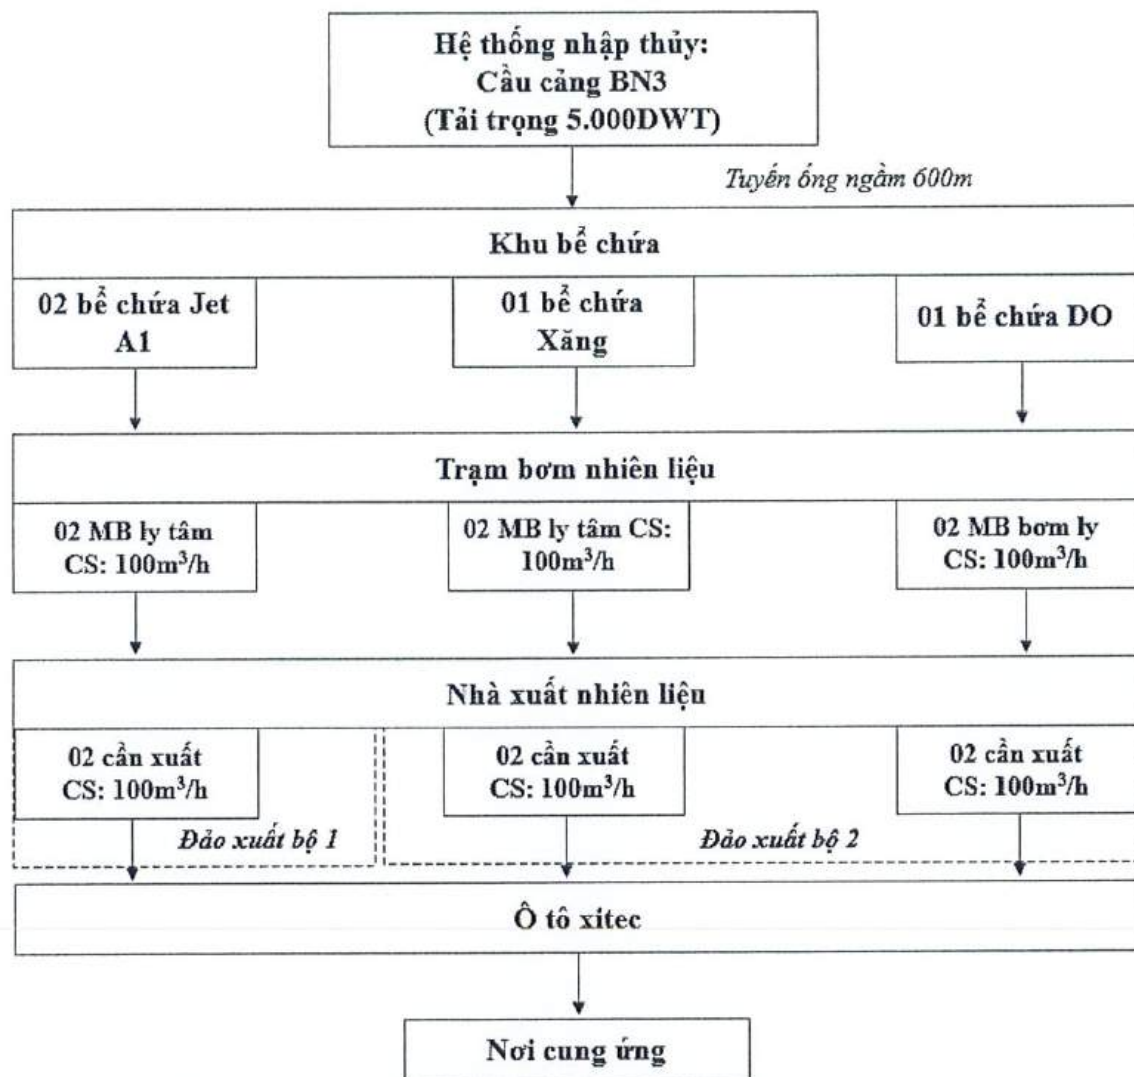 Hệ thống nhập thủy:
Cầu cảng BN3
(Tải trọng 5.000DWT)
Tuyến ống ngầm 600m
Khu bể chứa
02 bể chứa Jet
A1
01 bể chứa
Xăng
01 bể chứa DO
Trạm bơm nhiên liệu
02 MB ly tâm
CS: 100m³/h
02 MB ly tâm CS:
100m³/h
02 MB bơm ly
CS: 100m³/h
Nhà xuất nhiên liệu
02 cần xuất
CS: 100m³/h
02 cần xuất
CS: 100m³/h
02 cần xuất
CS: 100m³/h
Đảo xuất bộ 1
Đảo xuất bộ 2
Ô tô xitec
Nơi cung ứng